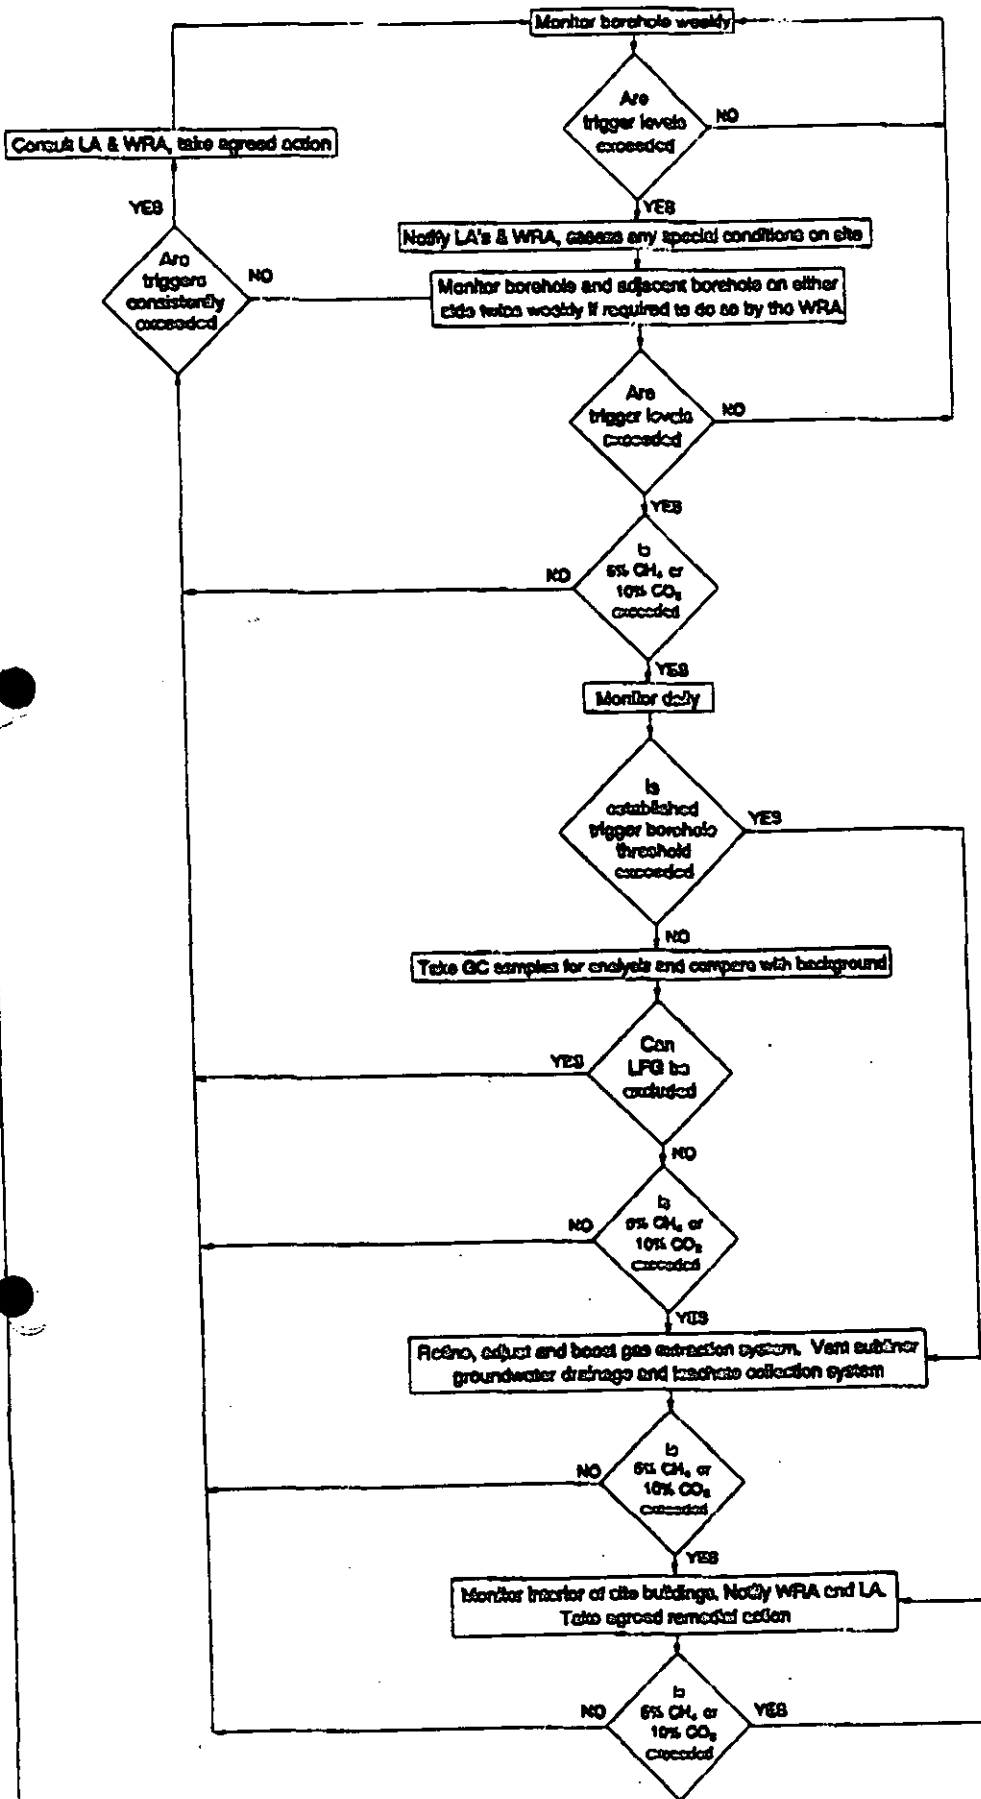 Monitor borehole weekly
Are
trigger levels
exceeded
NO
Consult LA & WRA, take agreed action
YES
YES
Notify LA's & WRA, assess any special conditions on site
Are
triggers
consistently
exceeded
NO
Monitor borehole and adjacent borehole on either
side twice weekly if required to do so by the WRA
Are
trigger levels
exceeded
NO
YES
Is
5% CH₄ or
10% CO₂
exceeded
NO
YES
Monitor daily
Is
established
trigger borehole
threshold
exceeded
YES
NO
Take GC samples for analysis and compare with background
Can
LFG be
excluded
YES
NO
Is
5% CH₄ or
10% CO₂
exceeded
NO
YES
Refine, adjust and boost gas extraction system. Vent subliner
groundwater drainage and leachate collection system
Is
5% CH₄ or
10% CO₂
exceeded
NO
YES
Monitor interior of site buildings. Notify WRA and LA.
Take agreed remedial action
Is
5% CH₄ or
10% CO₂
exceeded
NO
YES